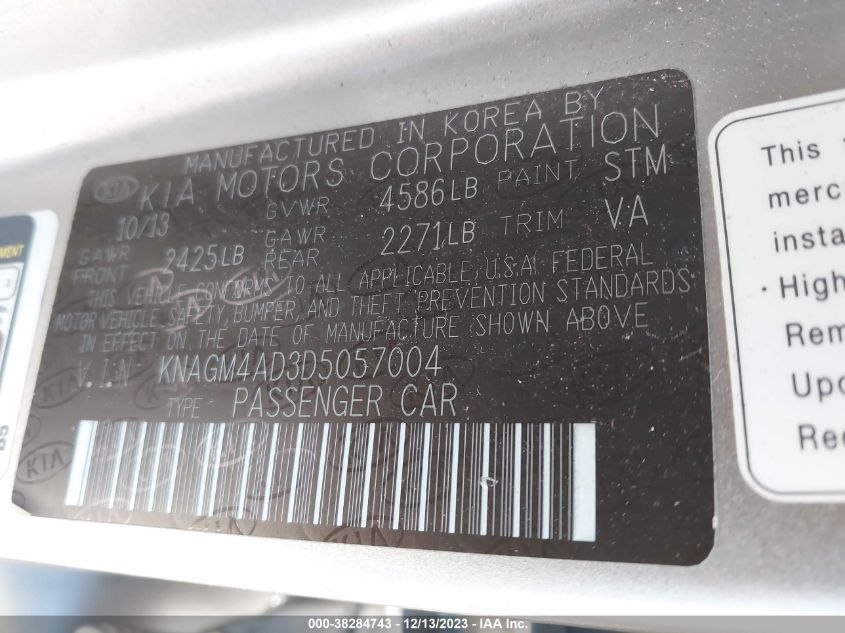 MANUFACTURED IN KOREA BY
KIA KIA MOTORS CORPORATION
10/13 GVWR 4586LB PAINT STM
GAWR FRONT 2425LB GAWR REAR 2271LB TRIM VA
THIS VEHICLE CONFORMS TO ALL APPLICABLE U.S.A. FEDERAL
MOTOR VEHICLE SAFETY, BUMPER, AND THEFT PREVENTION STANDARDS
IN EFFECT ON THE DATE OF MANUFACTURE SHOWN ABOVE
V.I.N KNAGM4AD3D5057004
TYPE PASSENGER CAR
This
merc
insta
· High
Rem
Upo
Rec
MENT
000-38284743 - 12/13/2023 - IAA Inc.